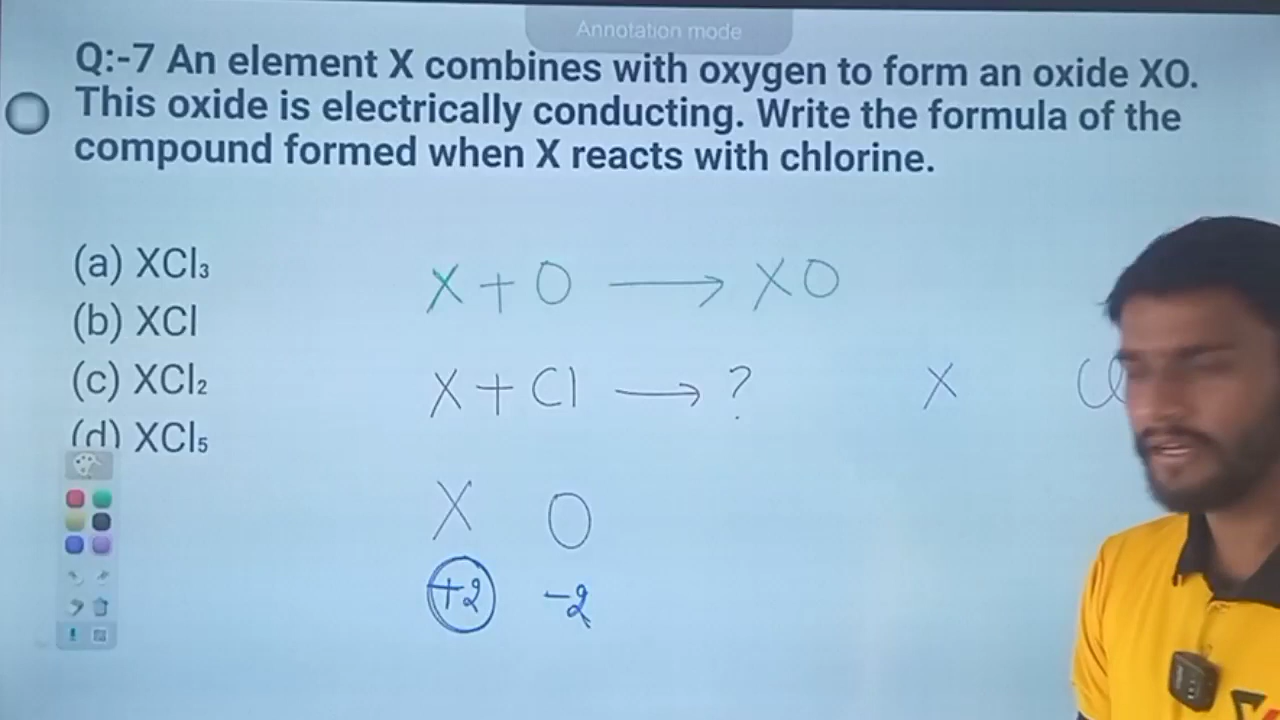 Annotation mode
Q:-7 An element X combines with oxygen to form an oxide XO.
This oxide is electrically conducting. Write the formula of the
compound formed when X reacts with chlorine.
(a) XCl₃
(b) XCl
(c) XCl₂
(d) XCl₅
X + O ⟶ XO
X + Cl ⟶ ?
X Cl
X O
+2 -2